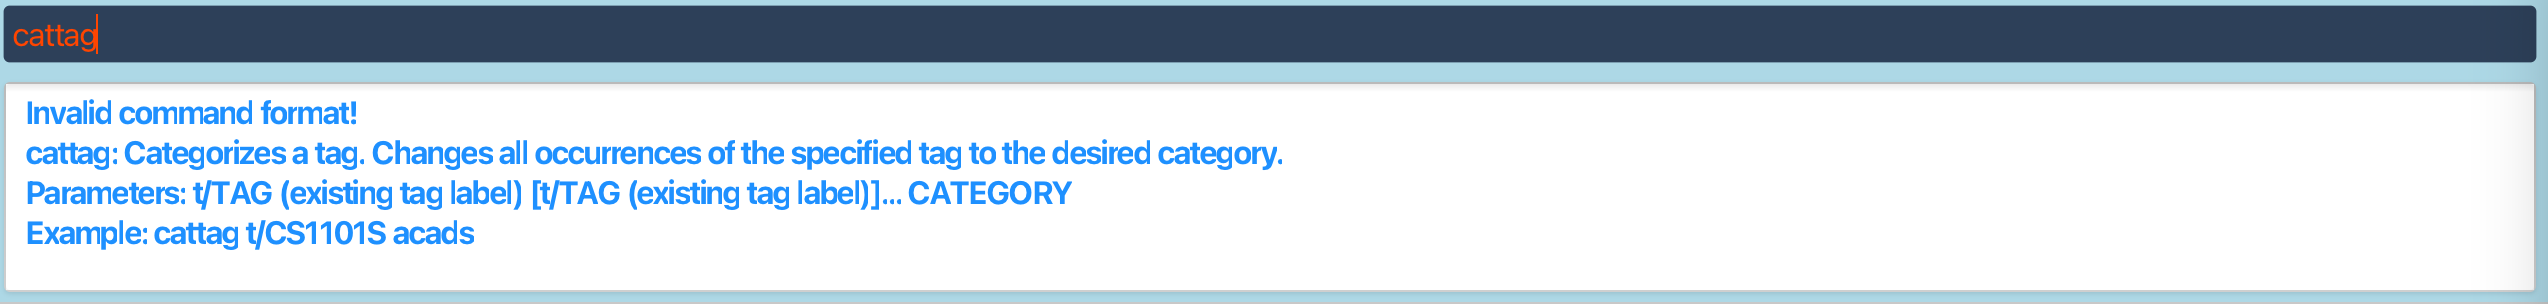 cattag
Invalid command format!
cattag: Categorizes a tag. Changes all occurrences of the specified tag to the desired category.
Parameters: t/TAG (existing tag label) [t/TAG (existing tag label)]... CATEGORY
Example: cattag t/CS1101S acads